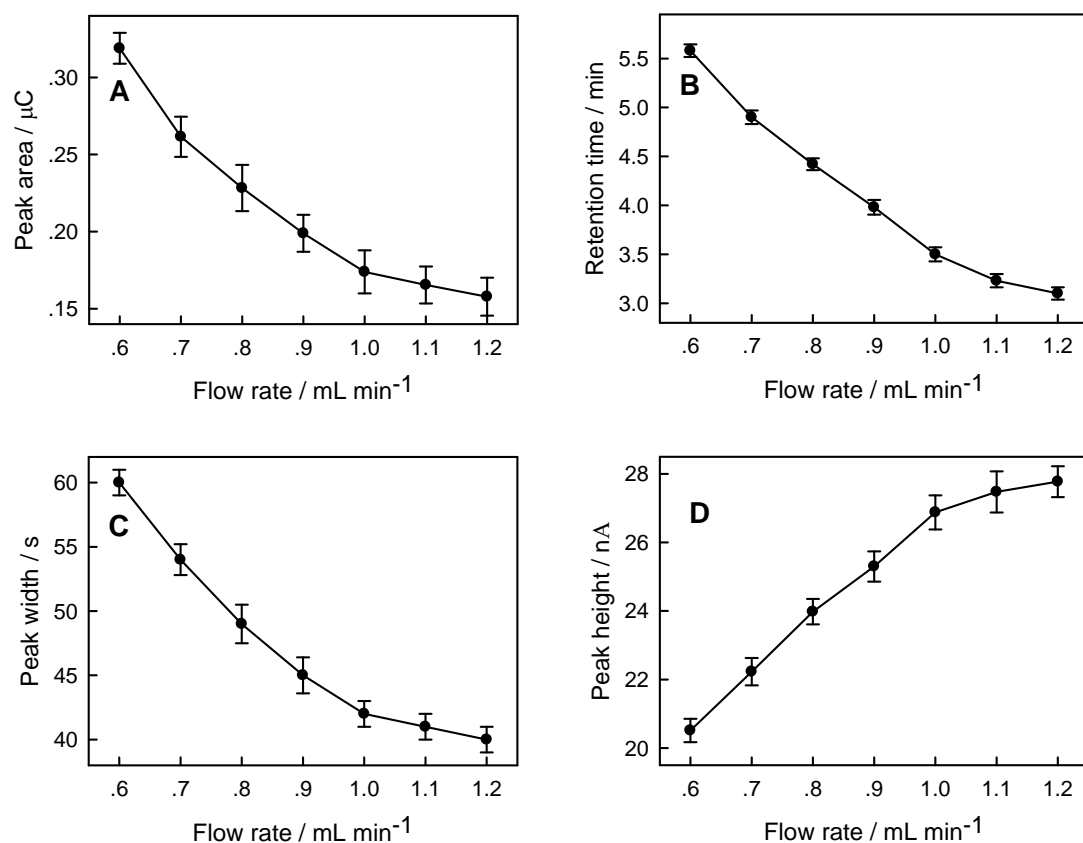 A
Peak area / μC
.30
.25
.20
.15
.6 .7 .8 .9 1.0 1.1 1.2
Flow rate / mL min-1
B
Retention time / min
5.5
5.0
4.5
4.0
3.5
3.0
.6 .7 .8 .9 1.0 1.1 1.2
Flow rate / mL min-1
C
Peak width / s
60
55
50
45
40
.6 .7 .8 .9 1.0 1.1 1.2
Flow rate / mL min-1
D
Peak height / nA
28
26
24
22
20
.6 .7 .8 .9 1.0 1.1 1.2
Flow rate / mL min-1